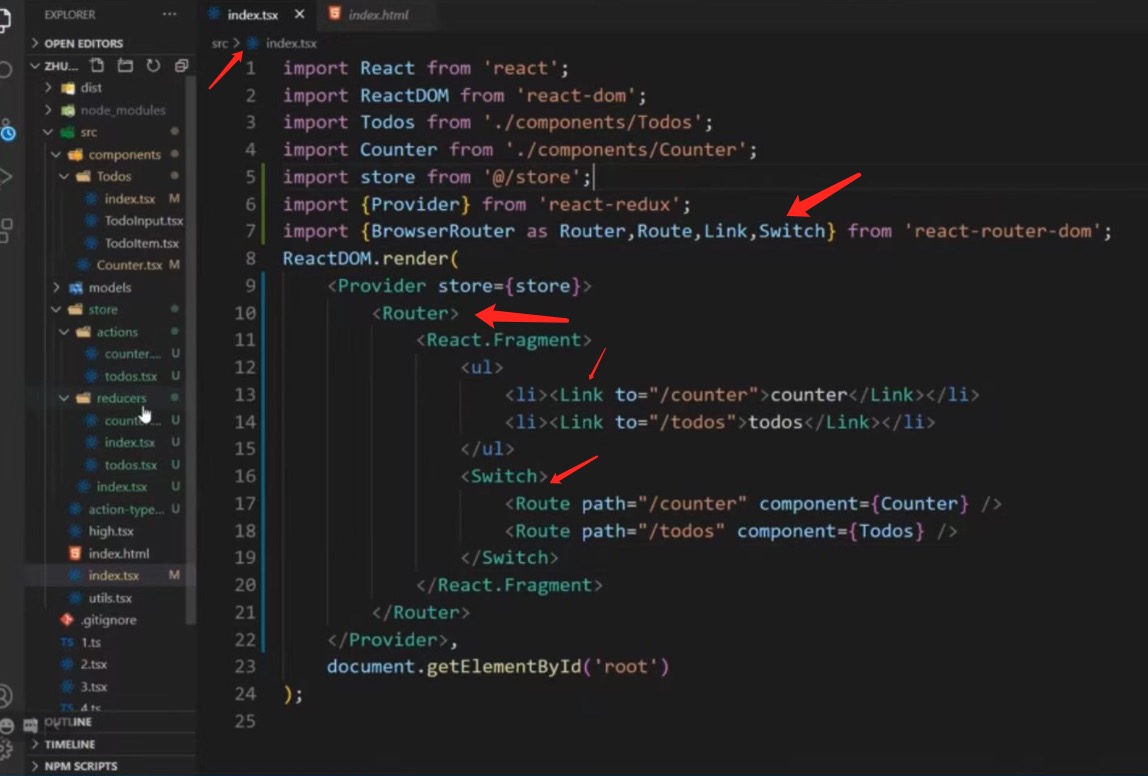 EXPLORER
OPEN EDITORS
ZHU...
dist
node_modules
src
components
Todos
index.tsx M
TodoInput.tsx
TodoItem.tsx
Counter.tsx M
models
store
actions
counter.... U
todos.tsx U
reducers
count... U
index.tsx U
todos.tsx U
index.tsx U
action-type... U
high.tsx
index.html
index.tsx M
utils.tsx
.gitignore
TS 1.ts
2.tsx
3.tsx
TS 4.ts
OUTLINE
TIMELINE
NPM SCRIPTS
index.tsx
index.html
src > index.tsx
1 import React from 'react';
2 import ReactDOM from 'react-dom';
3 import Todos from './components/Todos';
4 import Counter from './components/Counter';
5 import store from '@/store';
6 import {Provider} from 'react-redux';
7 import {BrowserRouter as Router,Route,Link,Switch} from 'react-router-dom';
8 ReactDOM.render(
9 <Provider store={store}>
10 <Router>
11 <React.Fragment>
12 <ul>
13 <li><Link to="/counter">counter</Link></li>
14 <li><Link to="/todos">todos</Link></li>
15 </ul>
16 <Switch>
17 <Route path="/counter" component={Counter} />
18 <Route path="/todos" component={Todos} />
19 </Switch>
20 </React.Fragment>
21 </Router>
22 </Provider>,
23 document.getElementById('root')
24 );
25